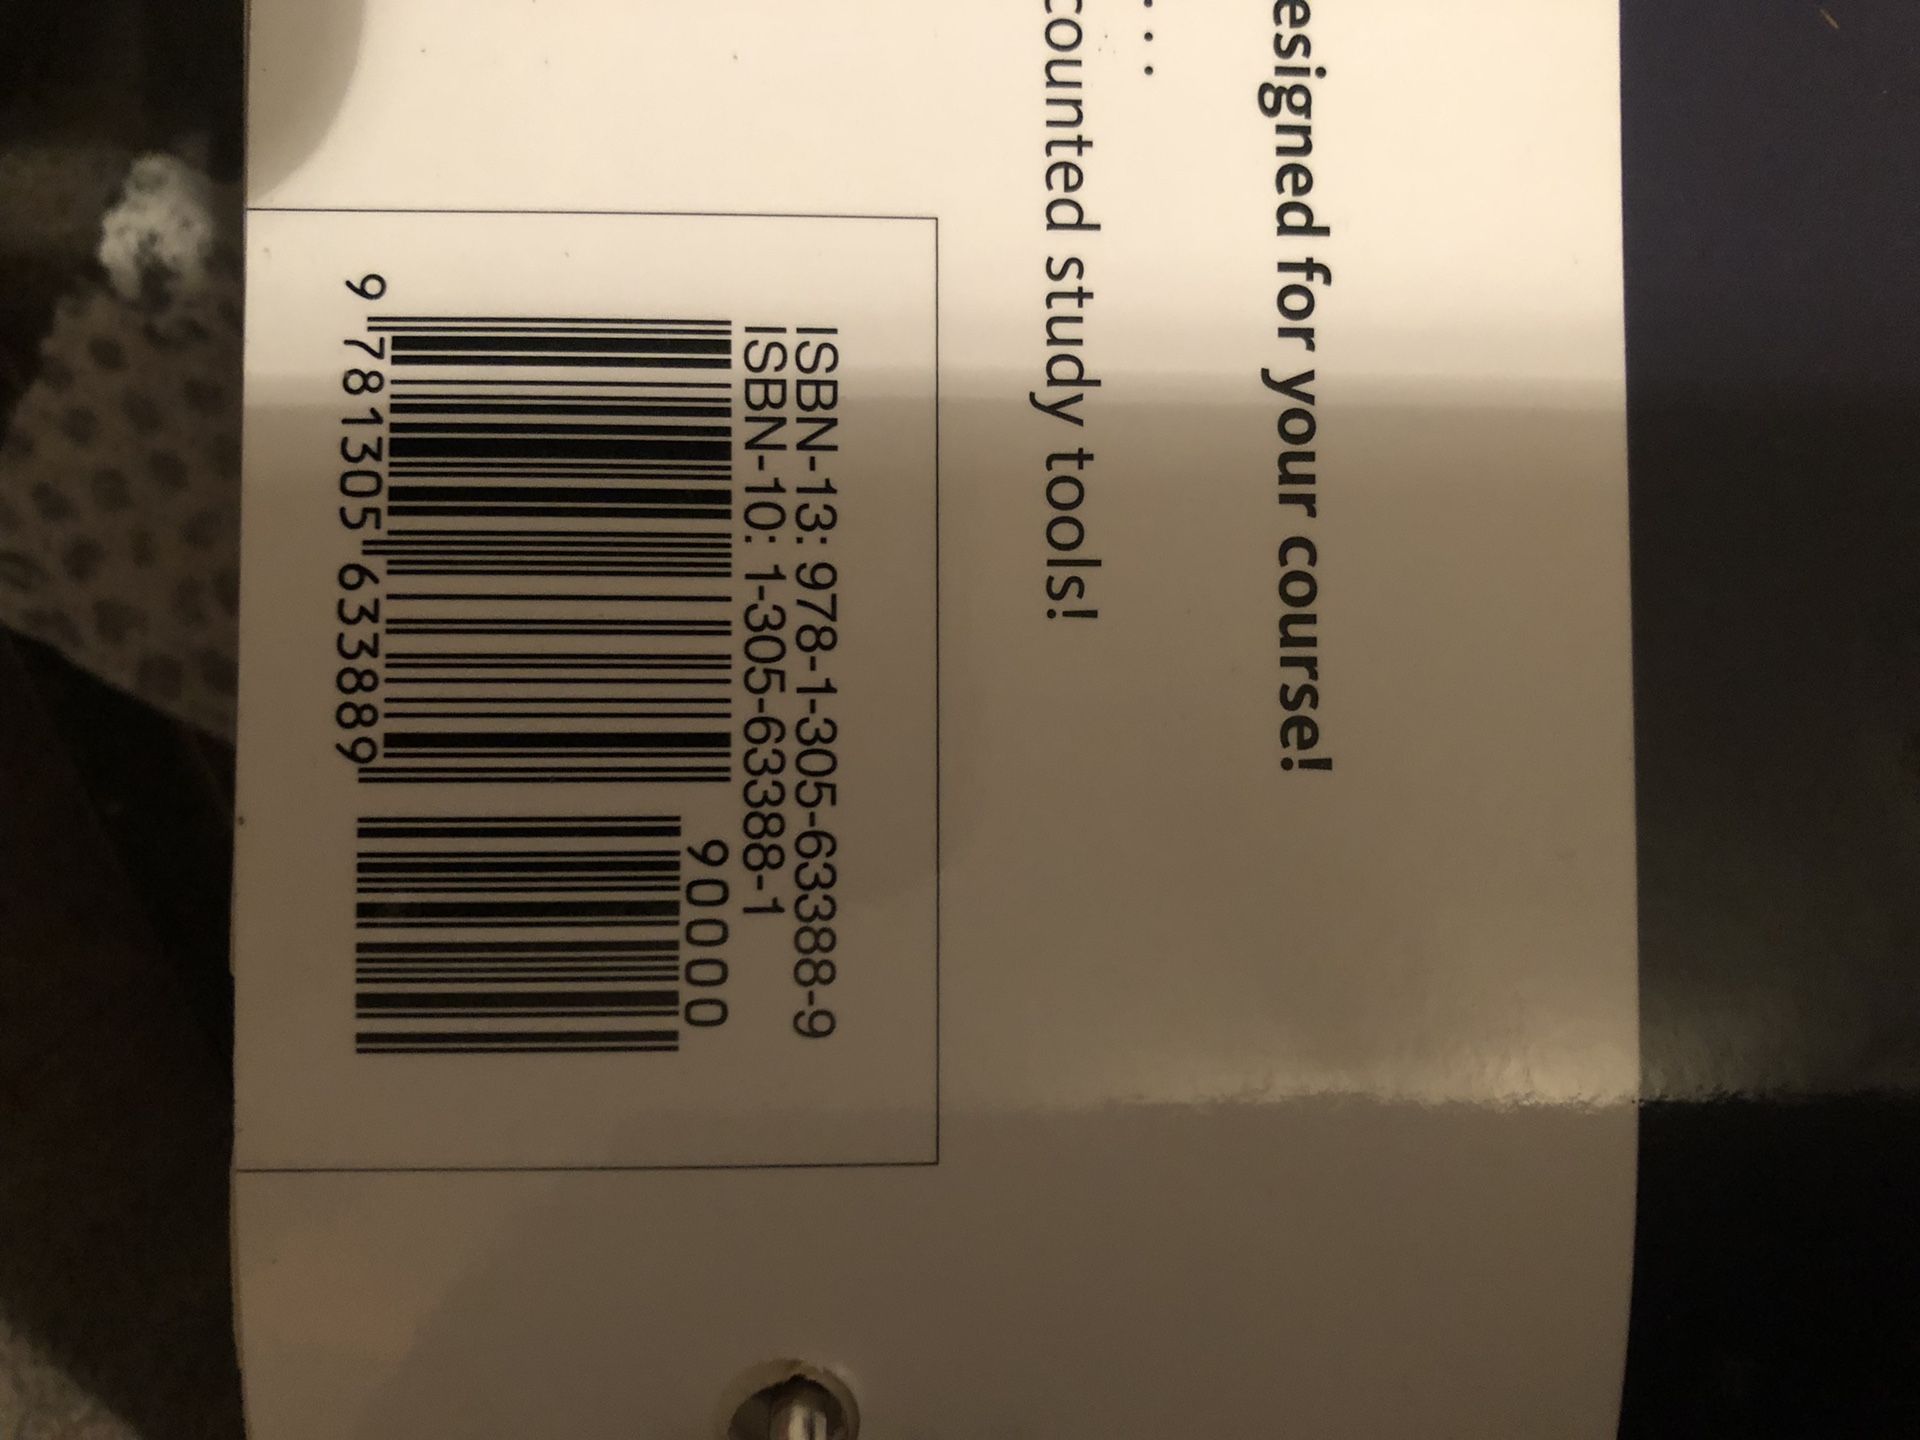 esigned for your course!
. . .
counted study tools!
ISBN-13: 978-1-305-63388-9
ISBN-10: 1-305-63388-1
90000
9 781305 633889